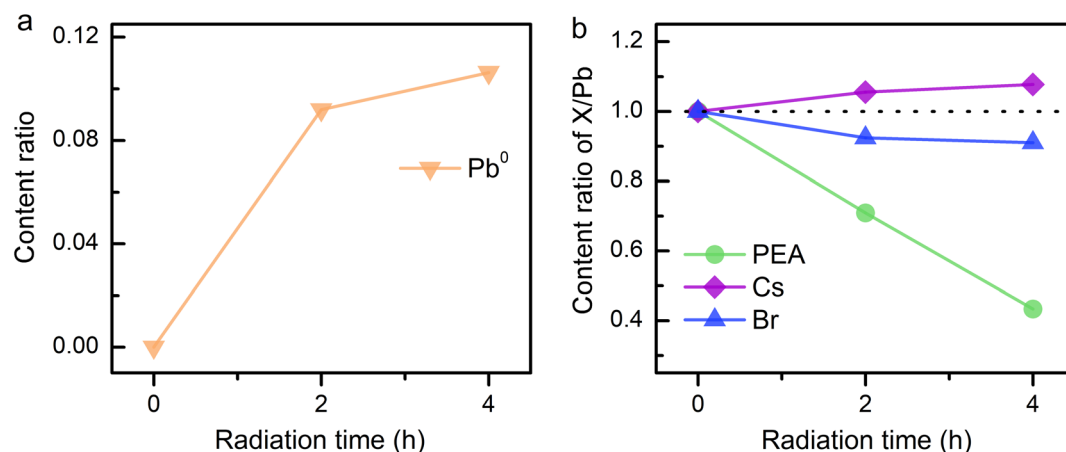 a
Content ratio
0.12
0.08
0.04
0.00
Pb⁰
0
2
4
Radiation time (h)
b
Content ratio of X/Pb
1.2
1.0
0.8
0.6
0.4
PEA
Cs
Br
0
2
4
Radiation time (h)